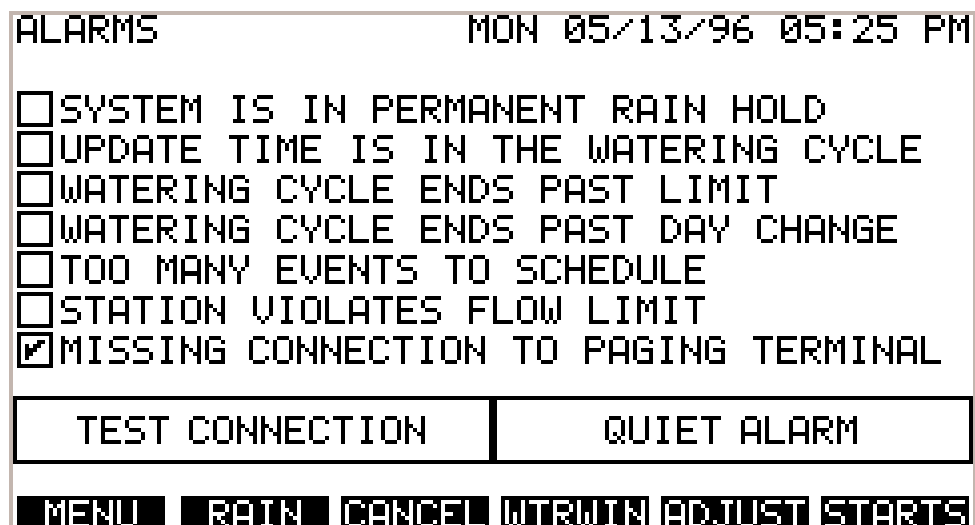 ALARMS MON 05/13/96 05:25 PM
SYSTEM IS IN PERMANENT RAIN HOLD
UPDATE TIME IS IN THE WATERING CYCLE
WATERING CYCLE ENDS PAST LIMIT
WATERING CYCLE ENDS PAST DAY CHANGE
TOO MANY EVENTS TO SCHEDULE
STATION VIOLATES FLOW LIMIT
MISSING CONNECTION TO PAGING TERMINAL
TEST CONNECTION QUIET ALARM
MENU RAIN CANCEL WTRWIN ADJUST STARTS